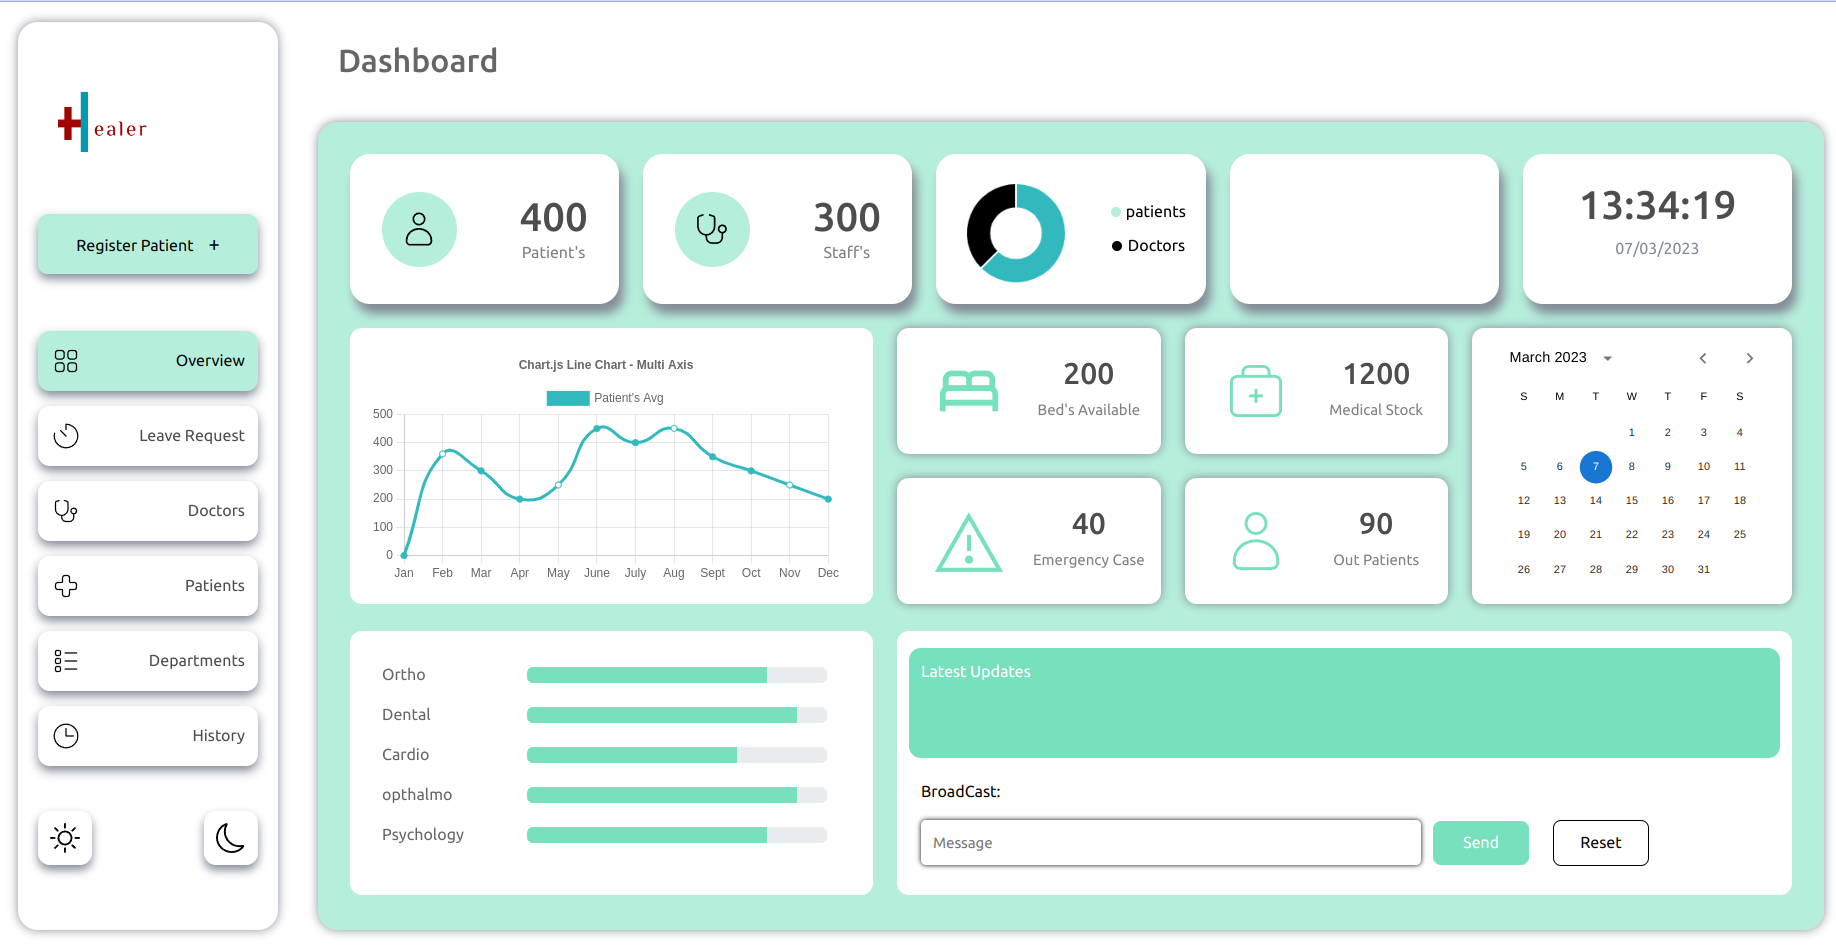 Dashboard
ealer
Register Patient +
Overview
Leave Request
Doctors
Patients
Departments
History
400
Patient's
300
Staff's
patients
Doctors
13:34:19
07/03/2023
Chart.js Line Chart - Multi Axis
Patient's Avg
500
400
300
200
100
0
Jan Feb Mar Apr May June July Aug Sept Oct Nov Dec
200
Bed's Available
1200
Medical Stock
40
Emergency Case
90
Out Patients
March 2023
S M T W T F S
1 2 3 4
5 6 7 8 9 10 11
12 13 14 15 16 17 18
19 20 21 22 23 24 25
26 27 28 29 30 31
Ortho
Dental
Cardio
opthalmo
Psychology
Latest Updates
BroadCast:
Message
Send
Reset